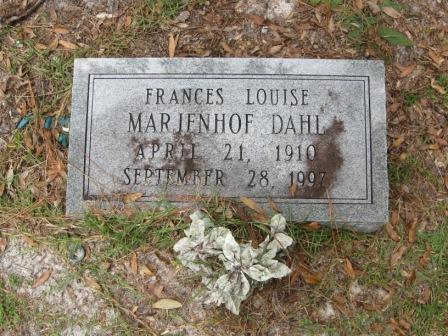 FRANCES LOUISE
MARJENHOF DAHL
APRIL 21, 1910
SEPTEMBER 28, 1997